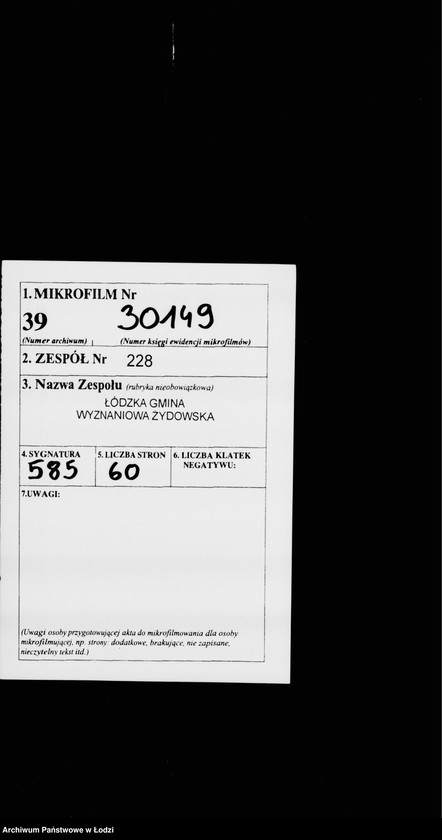 1. MIKROFILM Nr
39 30149
(Numer archiwum) (Numer księgi ewidencji mikrofilmów)
2. ZESPÓŁ Nr 228
3. Nazwa Zespołu (rubryka nieobowiązkowa)
ŁÓDZKA GMINA
WYZNANIOWA ŻYDOWSKA
4. SYGNATURA 5. LICZBA STRON 6. LICZBA KLATEK
NEGATYWU:
585 60
7.UWAGI:
(Uwagi osoby przygotowującej akta do mikrofilmowania dla osoby
mikrofilmującej, np. strony: dodatkowe, brakujące, nie zapisane,
nieczytelny tekst itd.)
Archiwum Państwowe w Łodzi